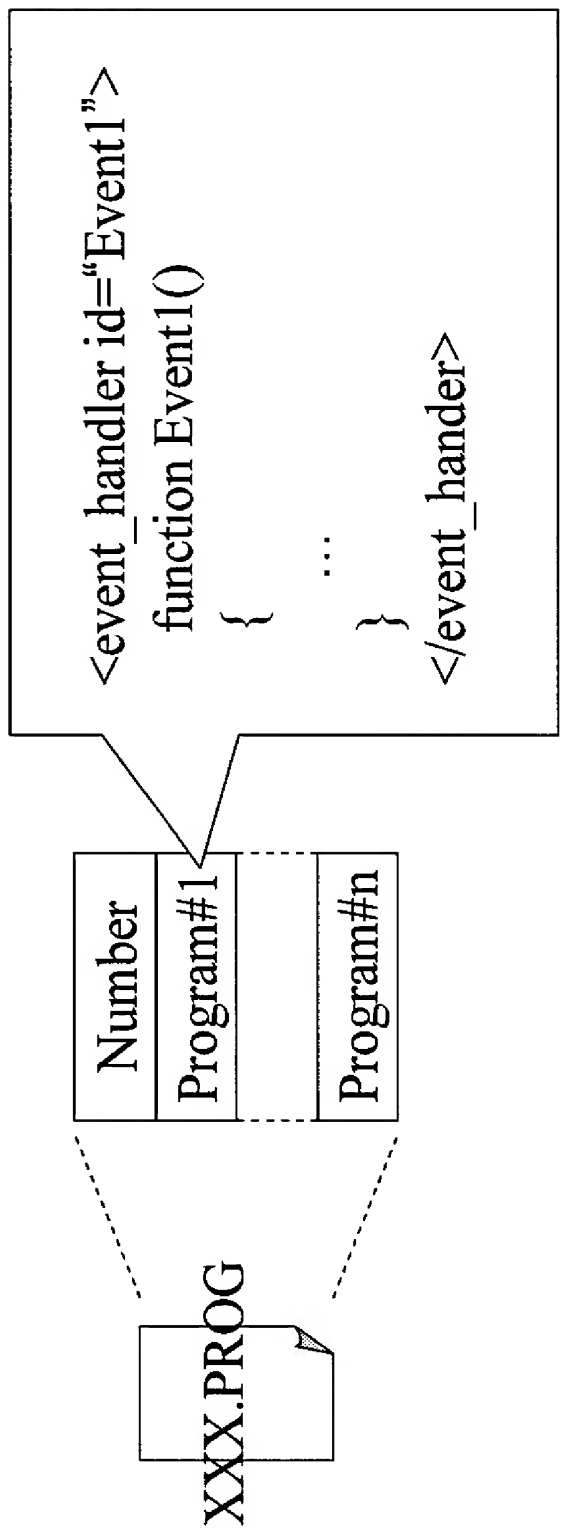 XXX.PROG
Number
Program#1
Program#n
<event_handler id=“Event1”>
function Event1()
{
...
}
</event_hander>